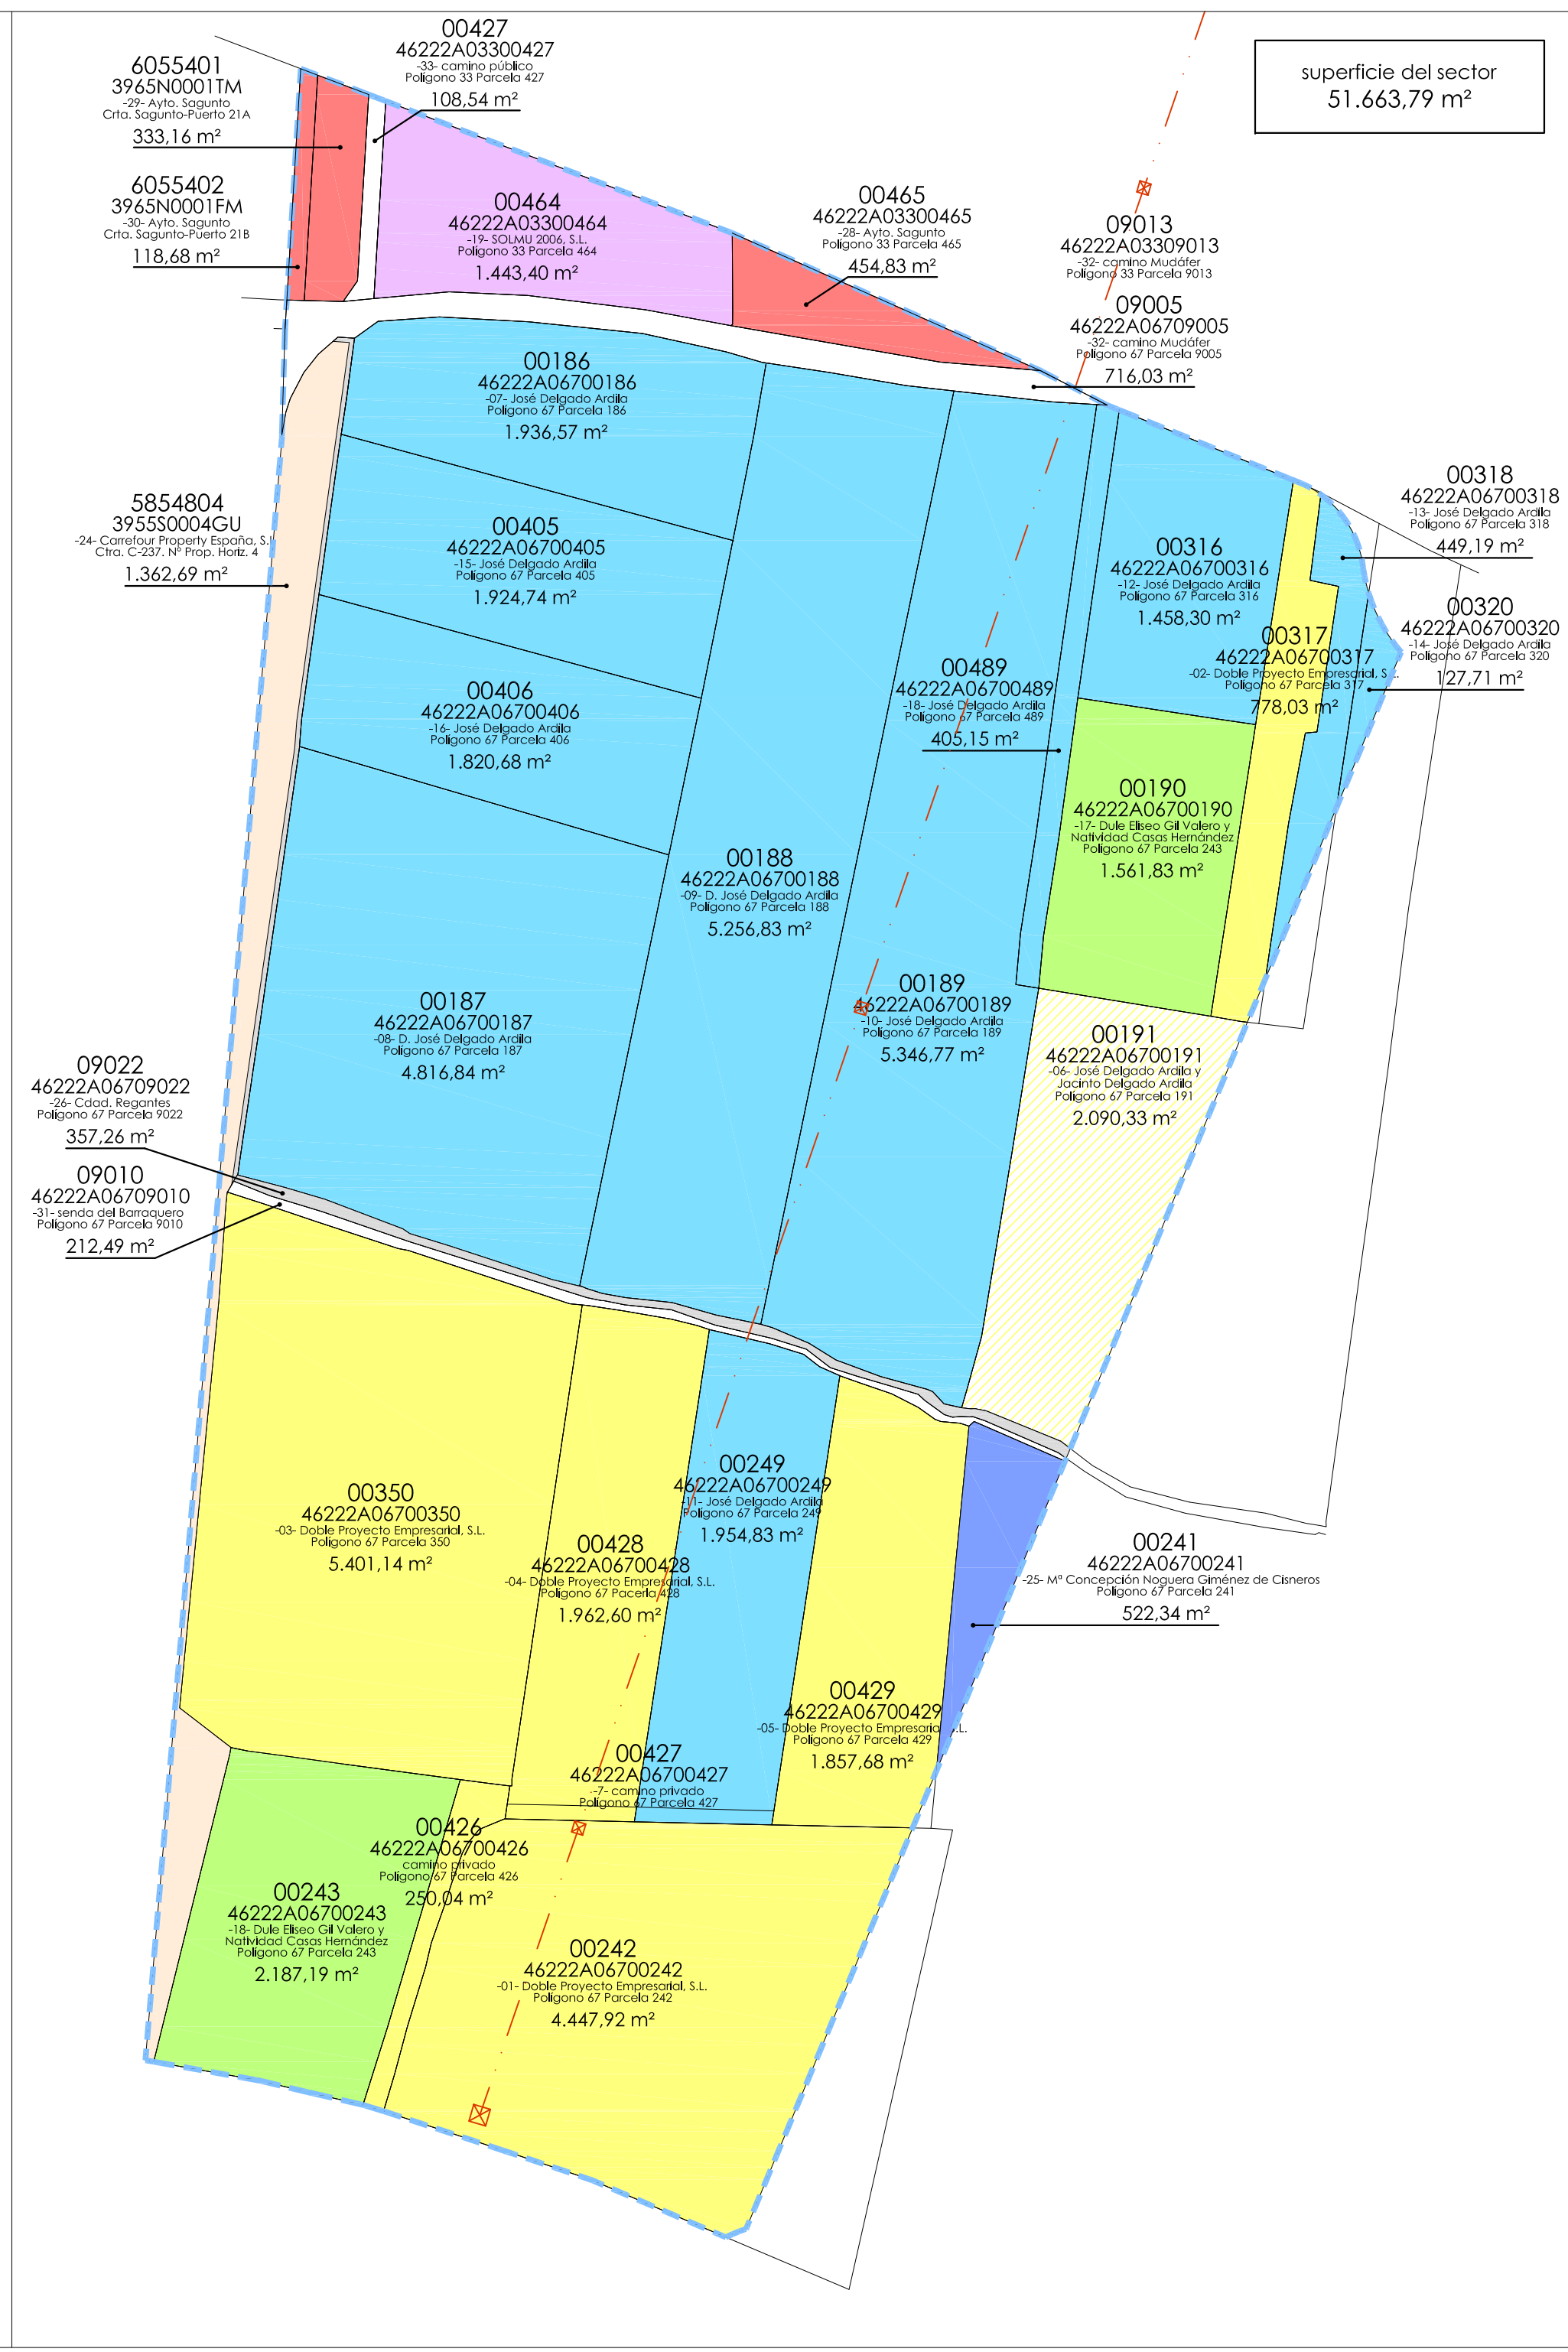 superficie del sector
51.663,79 m²
00427
46222A03300427
-33- camino público
Polígono 33 Parcela 427
108,54 m²
6055401
3965N0001TM
-29- Ayto. Sagunto
Crta. Sagunto-Puerto 21A
333,16 m²
6055402
3965N0001FM
-30- Ayto. Sagunto
Crta. Sagunto-Puerto 21B
118,68 m²
00464
46222A03300464
-19- SOLMU 2006, S.L.
Polígono 33 Parcela 464
1.443,40 m²
00465
46222A03300465
-28- Ayto. Sagunto
Polígono 33 Parcela 465
454,83 m²
09013
46222A03309013
-32- camino Mudáfer
Polígono 33 Parcela 9013
09005
46222A06709005
-32- camino Mudáfer
Polígono 67 Parcela 9005
716,03 m²
00186
46222A06700186
-07- José Delgado Ardila
Polígono 67 Parcela 186
1.936,57 m²
00318
46222A06700318
-13- José Delgado Ardila
Polígono 67 Parcela 318
449,19 m²
5854804
3955S0004GU
-24- Carrefour Property España, S.
Ctra. C-237. Nº Prop. Horiz. 4
1.362,69 m²
00405
46222A06700405
-15- José Delgado Ardila
Polígono 67 Parcela 405
1.924,74 m²
00316
46222A06700316
-12- José Delgado Ardila
Polígono 67 Parcela 316
1.458,30 m²
00320
46222A06700320
-14- José Delgado Ardila
Polígono 67 Parcela 320
127,71 m²
00317
46222A06700317
-02- Doble Proyecto Empresarial, S.L.
Polígono 67 Parcela 317
778,03 m²
00489
46222A06700489
-18- José Delgado Ardila
Polígono 67 Parcela 489
405,15 m²
00406
46222A06700406
-16- José Delgado Ardila
Polígono 67 Parcela 406
1.820,68 m²
00190
46222A06700190
-17- Dule Eliseo Gil Valero y
Natividad Casas Hernández
Polígono 67 Parcela 243
1.561,83 m²
00188
46222A06700188
-09- D. José Delgado Ardila
Polígono 67 Parcela 188
5.256,83 m²
00187
46222A06700187
-08- D. José Delgado Ardila
Polígono 67 Parcela 187
4.816,84 m²
00189
46222A06700189
-10- José Delgado Ardila
Polígono 67 Parcela 189
5.346,77 m²
00191
46222A06700191
-06- José Delgado Ardila y
Jacinto Delgado Ardila
Polígono 67 Parcela 191
2.090,33 m²
09022
46222A06709022
-26- Cdad. Regantes
Polígono 67 Parcela 9022
357,26 m²
09010
46222A06709010
-31- senda del Barraquero
Polígono 67 Parcela 9010
212,49 m²
00350
46222A06700350
-03- Doble Proyecto Empresarial, S.L.
Polígono 67 Parcela 350
5.401,14 m²
00249
46222A06700249
-11- José Delgado Ardila
Polígono 67 Parcela 249
1.954,83 m²
00428
46222A06700428
-04- Doble Proyecto Empresarial, S.L.
Polígono 67 Pacerla 428
1.962,60 m²
00241
46222A06700241
-25- Mª Concepción Noguera Giménez de Cisneros
Polígono 67 Parcela 241
522,34 m²
00429
46222A06700429
-05- Doble Proyecto Empresarial, S.L.
Polígono 67 Parcela 429
1.857,68 m²
00427
46222A06700427
-7- camino privado
Polígono 67 Parcela 427
00426
46222A06700426
camino privado
Polígono 67 Parcela 426
250,04 m²
00243
46222A06700243
-18- Dule Eliseo Gil Valero y
Natividad Casas Hernández
Polígono 67 Parcela 243
2.187,19 m²
00242
46222A06700242
-01- Doble Proyecto Empresarial, S.L.
Polígono 67 Parcela 242
4.447,92 m²